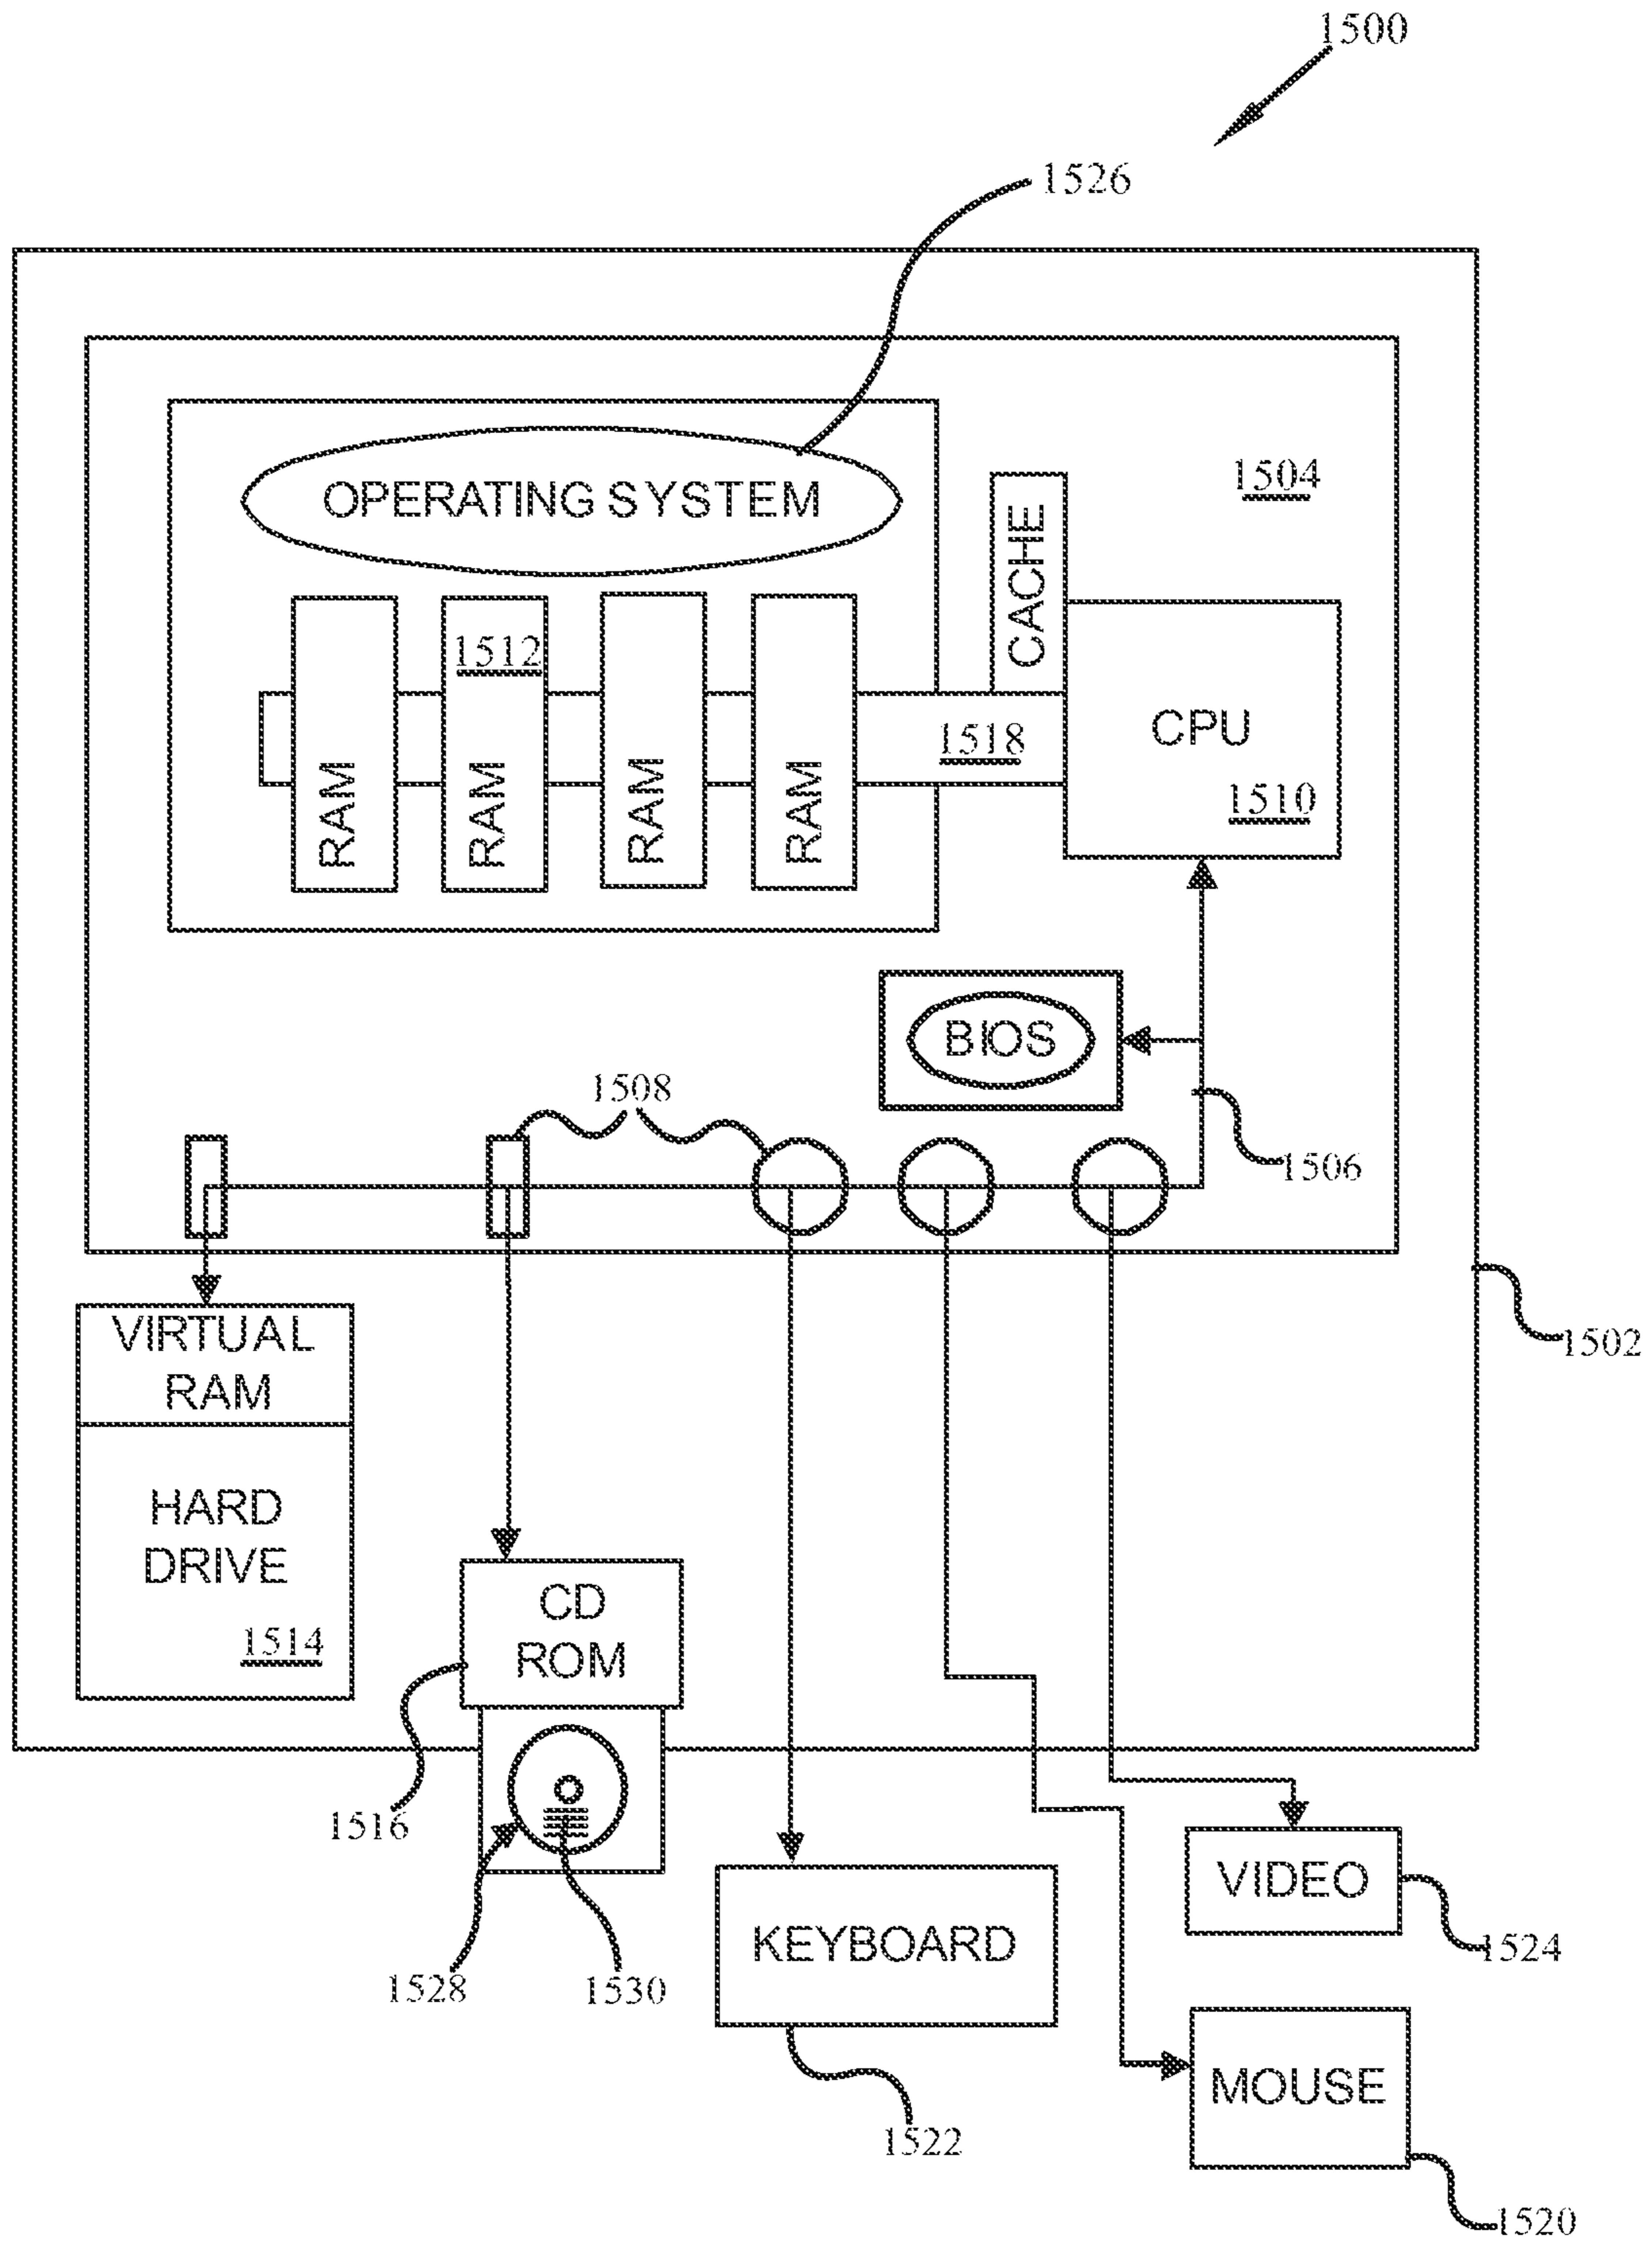 1500
1526
OPERATING SYSTEM
1504
CACHE
1512
RAM
RAM
RAM
RAM
1518
CPU
1510
BIOS
1508
1506
1502
VIRTUAL
RAM
HARD
DRIVE
1514
CD
ROM
1516
1528
1530
KEYBOARD
1522
VIDEO
1524
MOUSE
1520